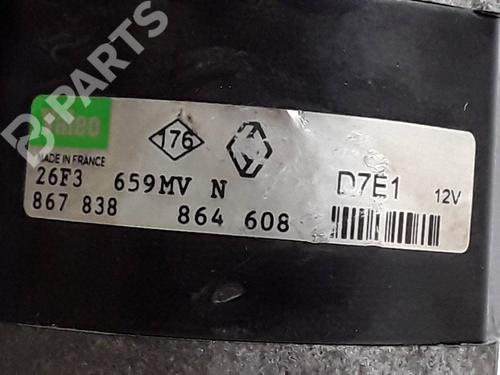 B-PARTS
MADE IN FRANCE
176
26F3 659MV N D7E1 12V
867 838 864 608